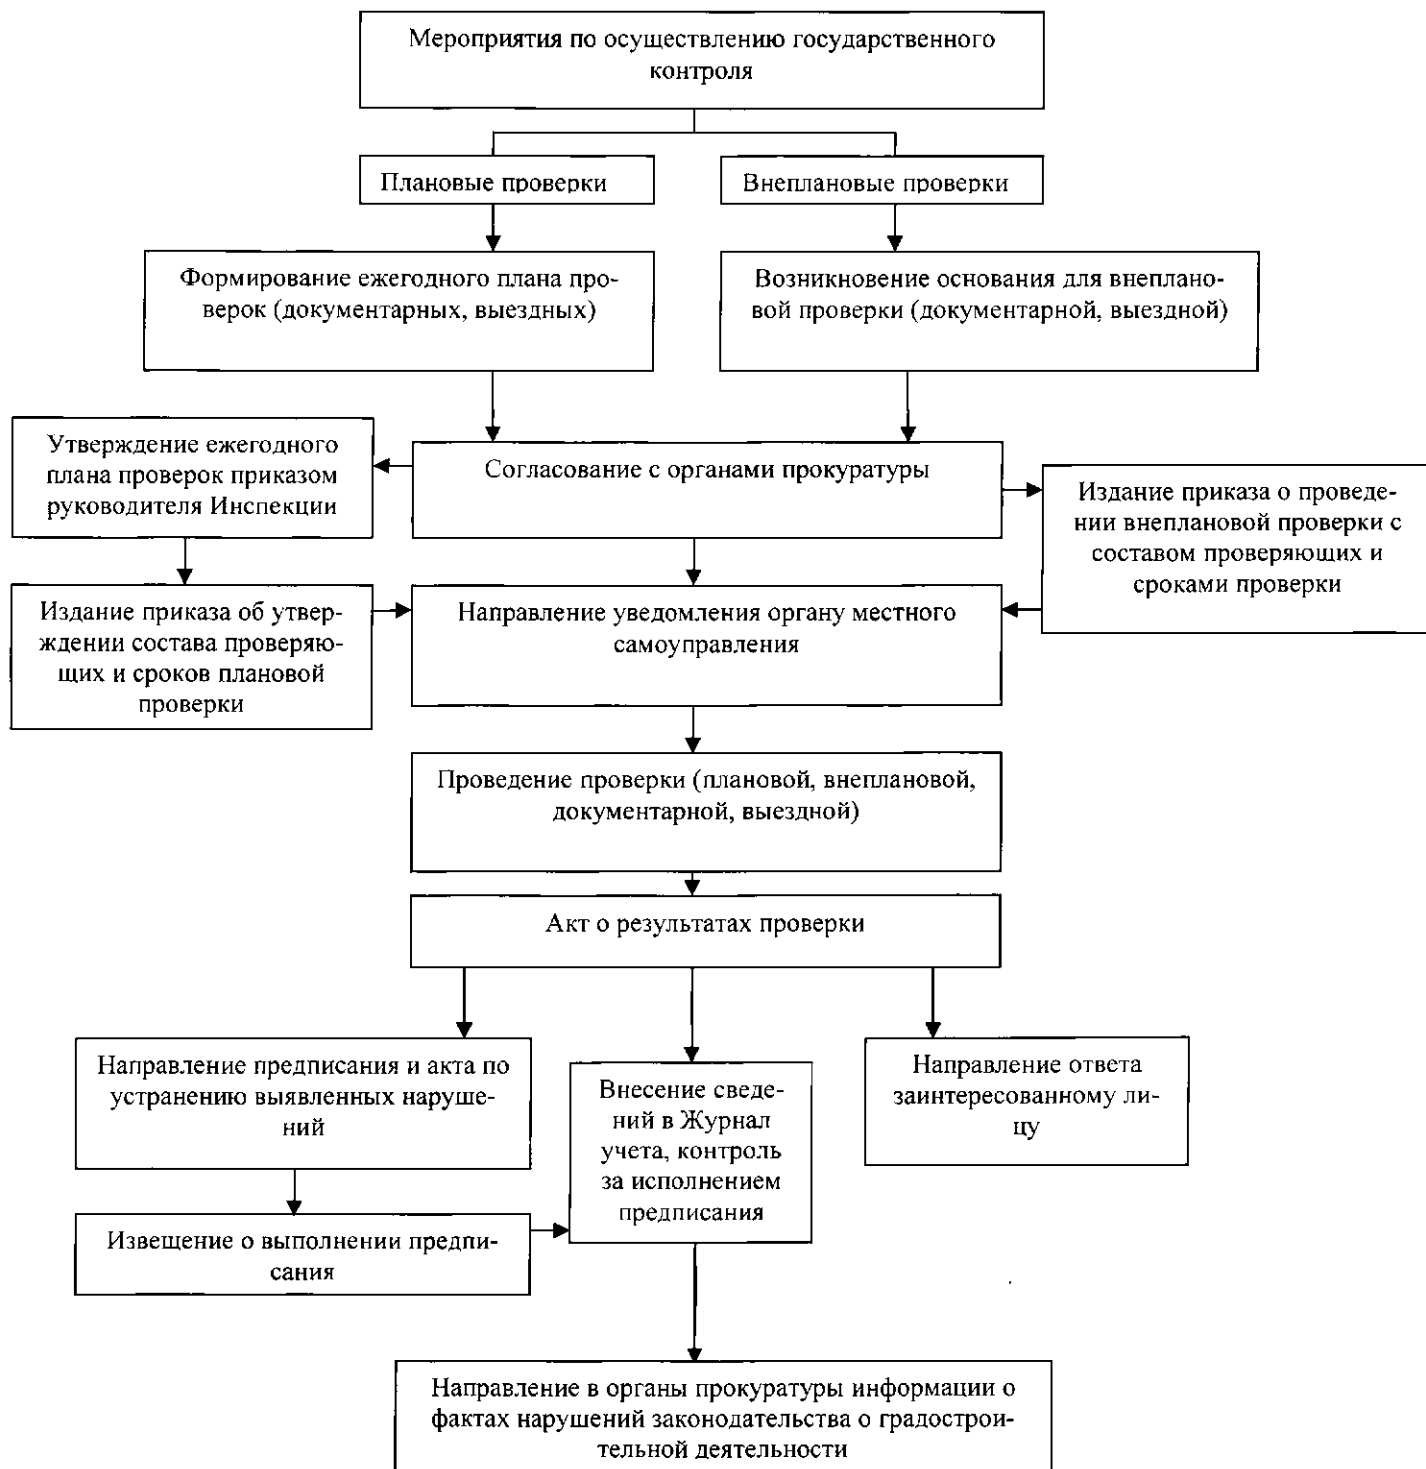 Мероприятия по осуществлению государственного
контроля
Плановые проверки
Внеплановые проверки
Формирование ежегодного плана про-
верок (документарных, выездных)
Возникновение основания для внеплано-
вой проверки (документарной, выездной)
Утверждение ежегодного
плана проверок приказом
руководителя Инспекции
Согласование с органами прокуратуры
Издание приказа о проведе-
нии внеплановой проверки с
составом проверяющих и
сроками проверки
Издание приказа об утвер-
ждении состава проверяю-
щих и сроков плановой
проверки
Направление уведомления органу местного
самоуправления
Проведение проверки (плановой, внеплановой,
документарной, выездной)
Акт о результатах проверки
Направление предписания и акта по
устранению выявленных наруше-
ний
Внесение сведе-
ний в Журнал
учета, контроль
за исполнением
предписания
Направление ответа
заинтересованному ли-
цу
Извещение о выполнении предпи-
сания
Направление в органы прокуратуры информации о
фактах нарушений законодательства о градострои-
тельной деятельности